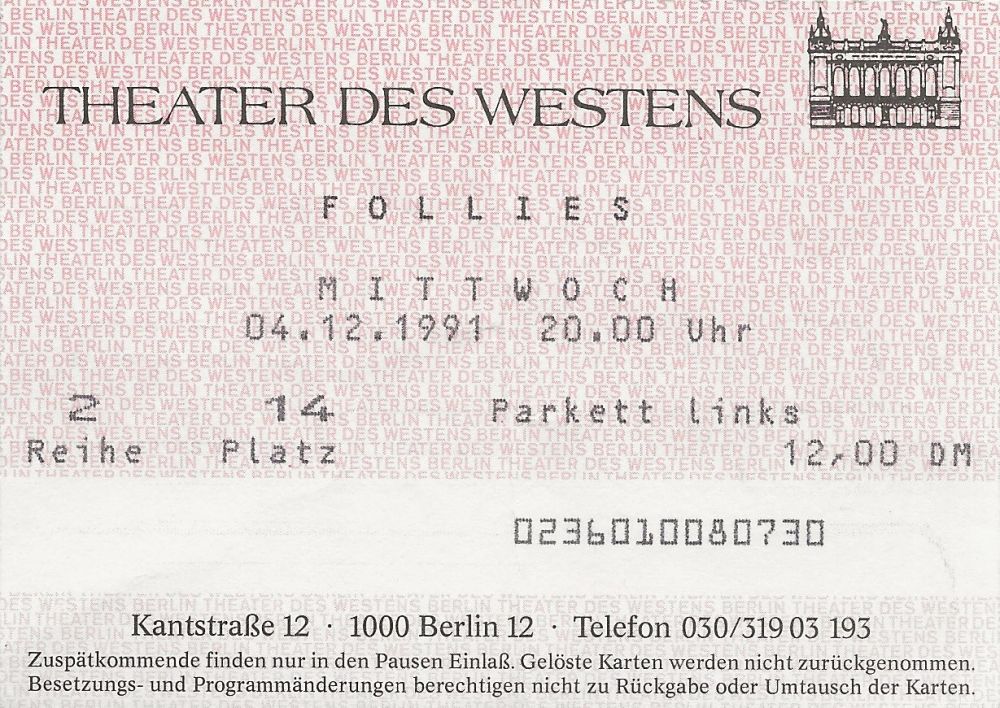 THEATER DES WESTENS
FOLLIES
MITTWOCH
04.12.1991 20.00 Uhr
2 14 Parkett links
Reihe Platz 12,00 DM
0236010080730
Kantstraße 12 · 1000 Berlin 12 · Telefon 030/319 03 193
Zuspätkommende finden nur in den Pausen Einlaß. Gelöste Karten werden nicht zurückgenommen.
Besetzungs- und Programmänderungen berechtigen nicht zu Rückgabe oder Umtausch der Karten.